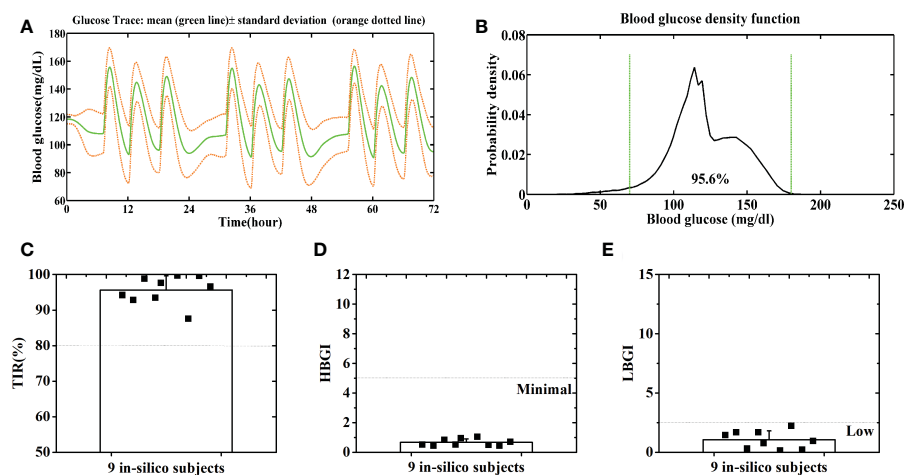 Glucose Trace: mean (green line)± standard deviation (orange dotted line)
A
Blood glucose(mg/dL)
180
160
140
120
100
80
60
0 12 24 36 48 60 72
Time(hour)
B
Blood glucose density function
Probability density
0.06
0.04
0.02
0
95.6%
0 50 100 150 200 250
Blood glucose (mg/dl)
C
TIR(%)
100
90
80
70
60
50
9 in-silico subjects
D
HBGI
12
10
8
6
4
2
0
Minimal
9 in-silico subjects
E
LBGI
15
10
5
0
Low
9 in-silico subjects